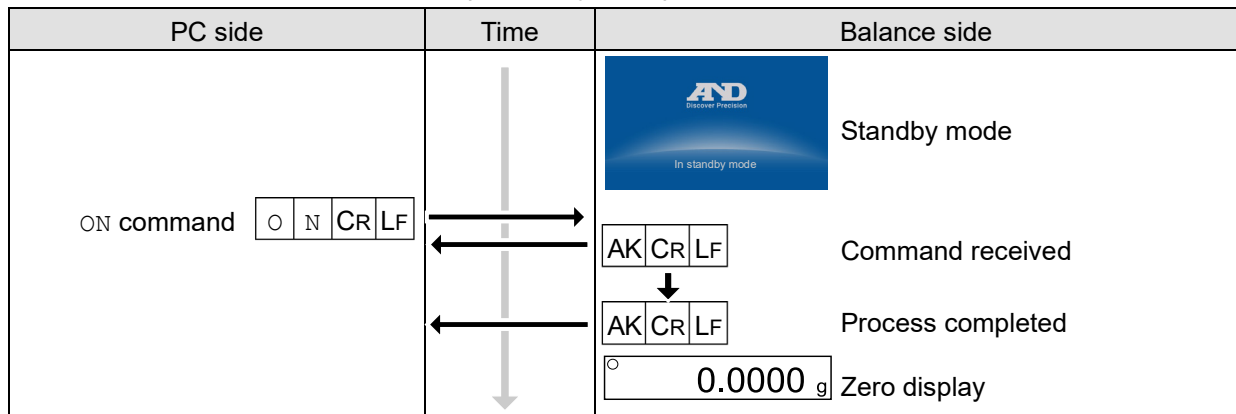 PC side Time Balance side
AND
Discover Precision
In standby mode
Standby mode
ON command O N CR LF
AK CR LF Command received
AK CR LF Process completed
0.0000 g Zero display